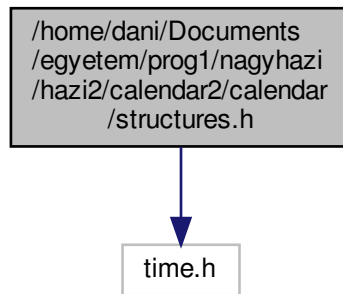 /home/dani/Documents
/egyetem/prog1/nagyhazi
/hazi2/calendar2/calendar
/structures.h
time.h